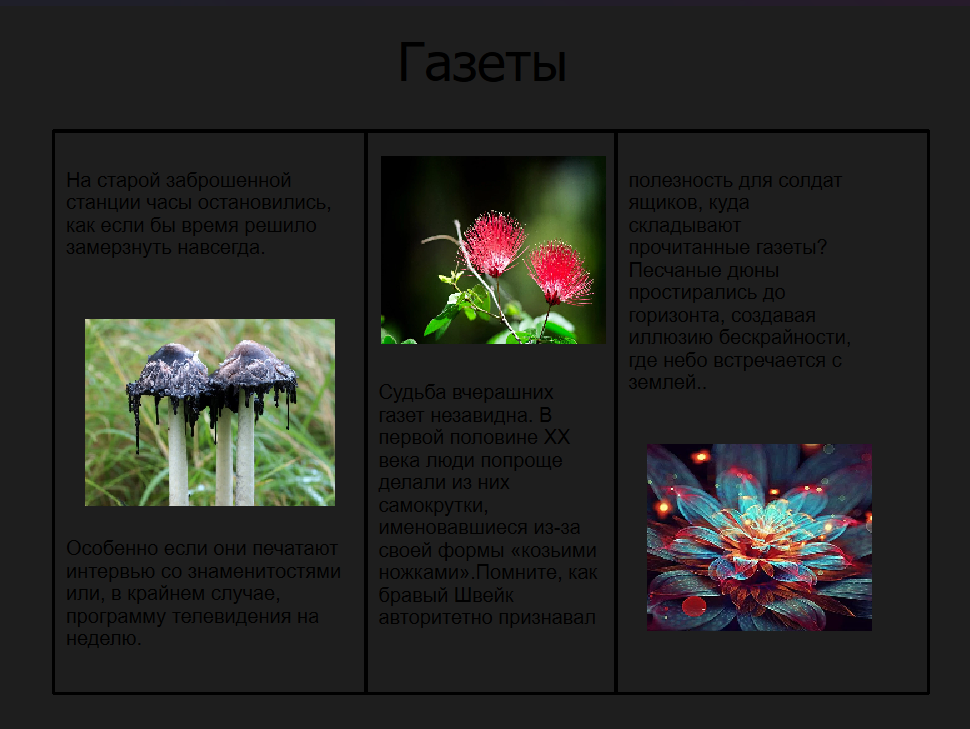 Газеты
На старой заброшенной
станции часы остановились,
как если бы время решило
замерзнуть навсегда.
Особенно если они печатают
интервью со знаменитостями
или, в крайнем случае,
программу телевидения на
неделю.
Судьба вчерашних
газет незавидна. В
первой половине XX
века люди попроще
делали из них
самокрутки,
именовавшиеся из-за
своей формы «козьими
ножками».Помните, как
бравый Швейк
авторитетно признавал
полезность для солдат
ящиков, куда
складывают
прочитанные газеты?
Песчаные дюны
простирались до
горизонта, создавая
иллюзию бескрайности,
где небо встречается с
землей..